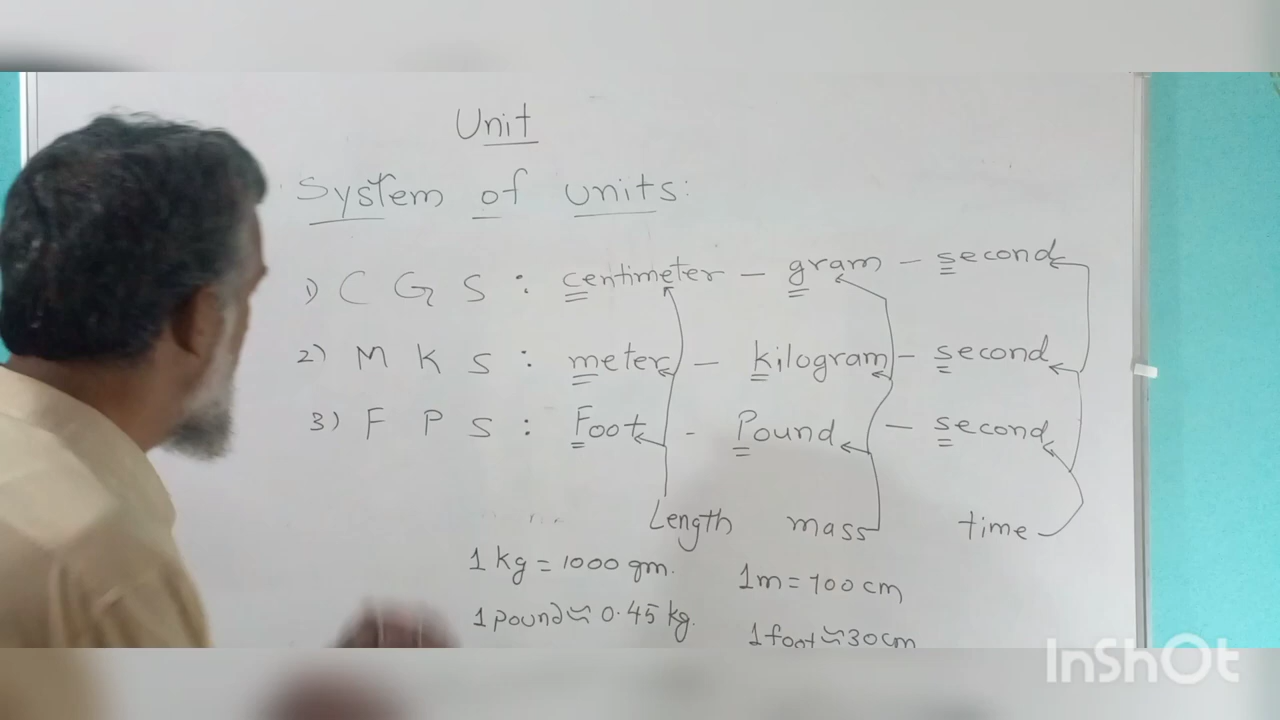 Unit
System of units:
1) C G S : centimeter - gram - second
2) M K S : meter - kilogram - second
3) F P S : Foot - Pound - second
Length mass time
1 kg = 1000 gm.
1m = 100 cm
1 pound ≈ 0.45 kg.
1 foot ≈ 30 cm
InShOt